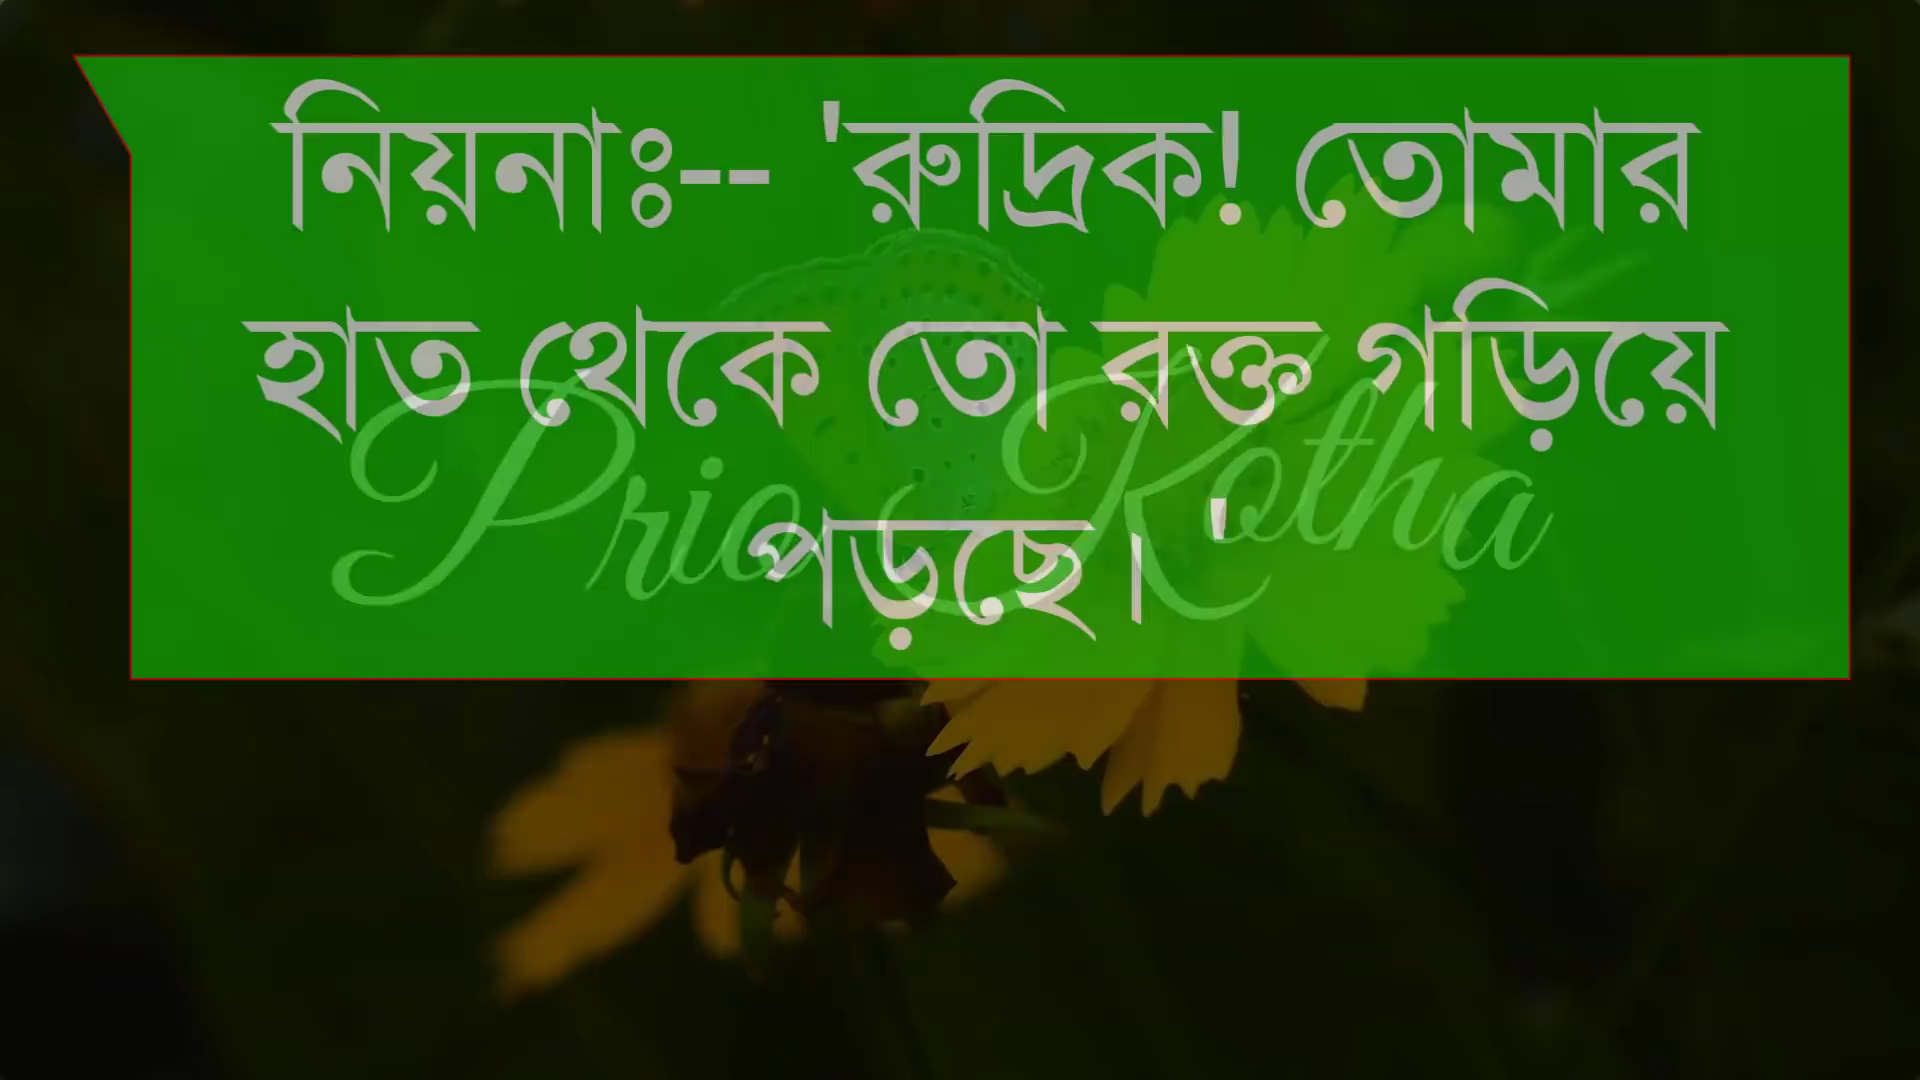 নিয়নাঃ-- 'রুদ্রিক! তোমার
হাত থেকে তো রক্ত গড়িয়ে
পড়ছে। '
Prio Kotha